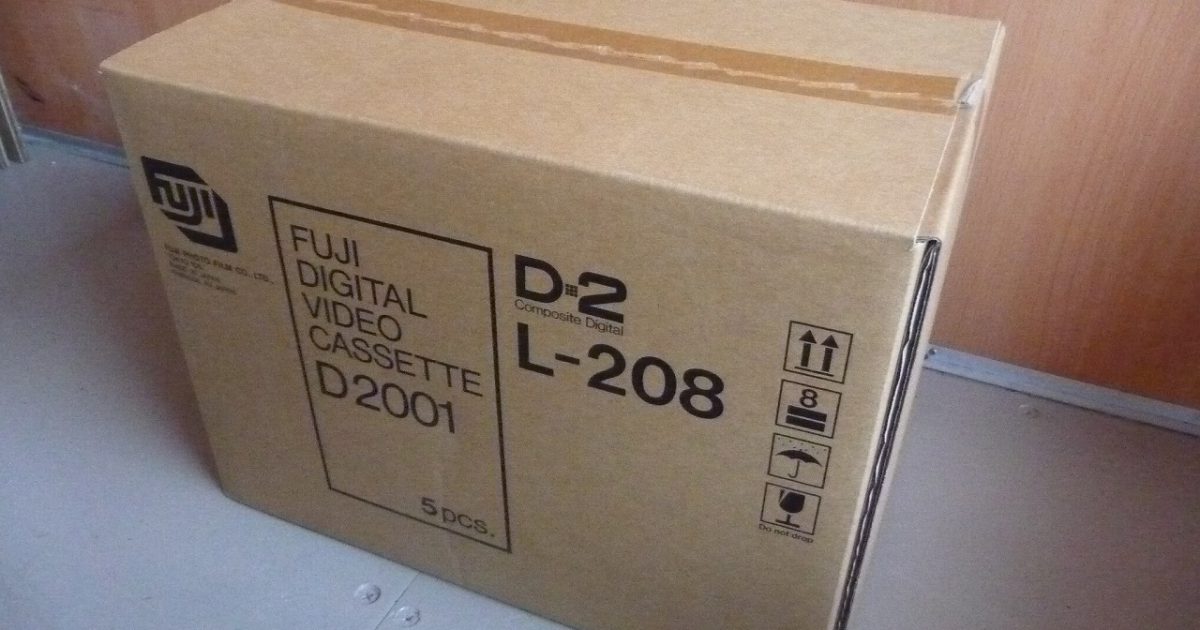 FUJI
FUJI PHOTO FILM CO., LTD.
FUJI
DIGITAL
VIDEO
CASSETTE
D2001
5 pcs.
D-2
Composite Digital
L-208
8
Do not drop